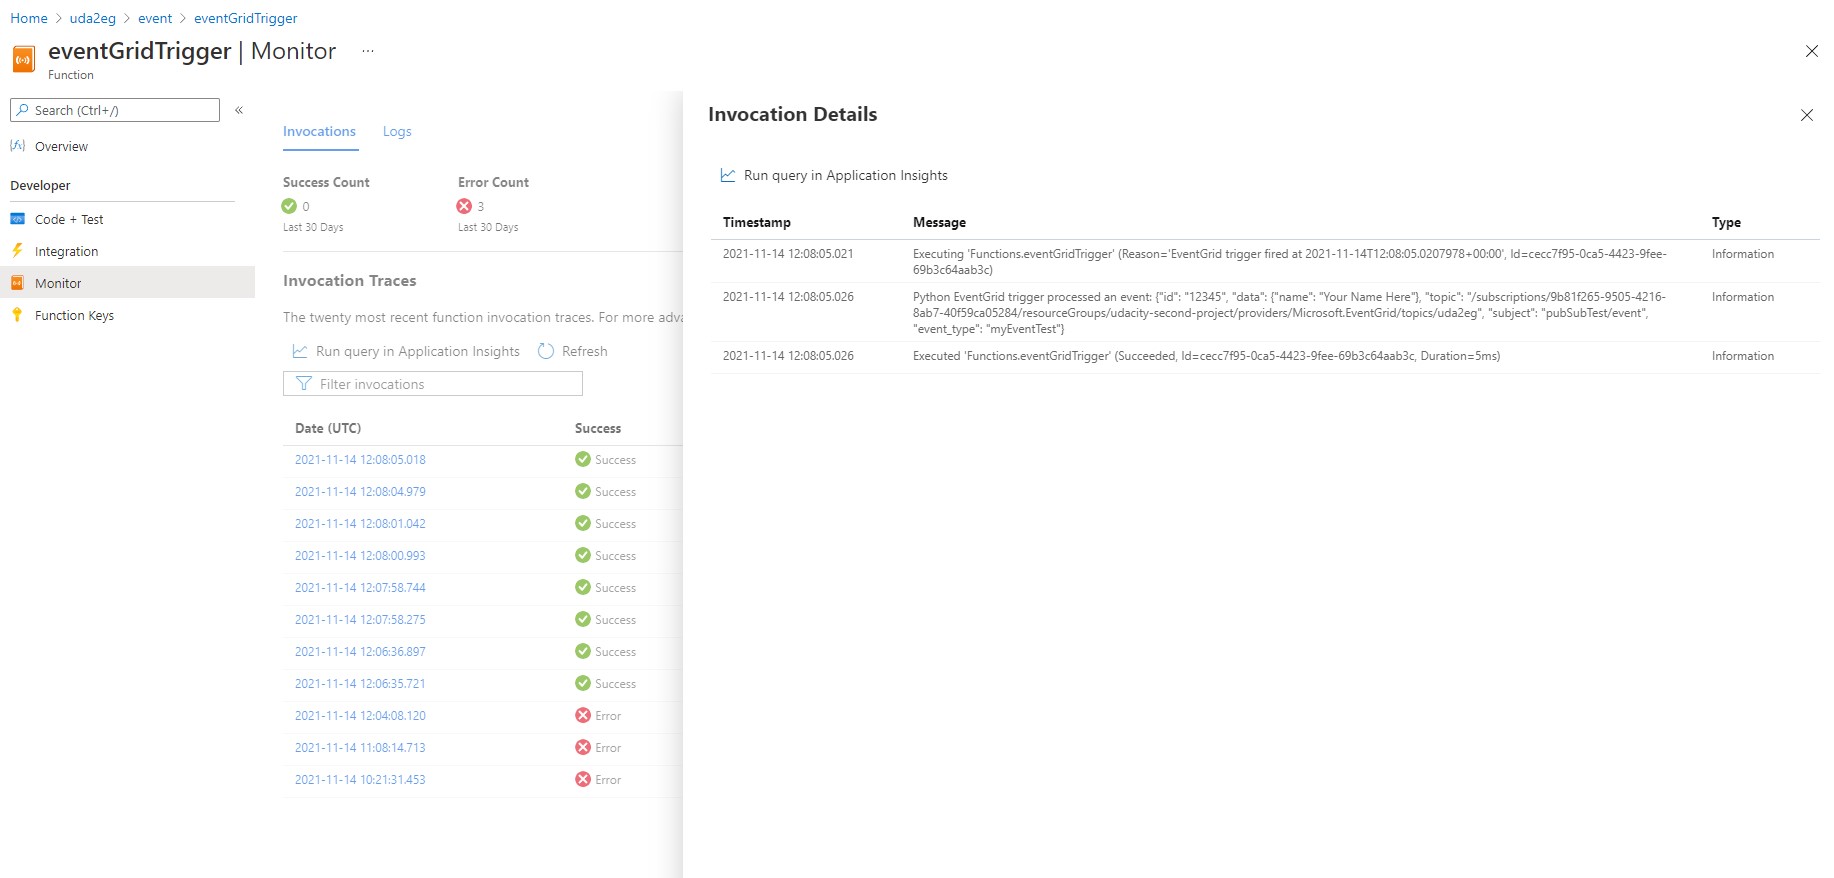 Home > uda2eg > event > eventGridTrigger
eventGridTrigger | Monitor ...
Function
Search (Ctrl+/)
«
Overview
Developer
Code + Test
Integration
Monitor
Function Keys
Invocations Logs
Success Count Error Count
0 3
Last 30 Days Last 30 Days
Invocation Traces
The twenty most recent function invocation traces. For more adva
Run query in Application Insights Refresh
Filter invocations
Date (UTC) Success
2021-11-14 12:08:05.018 Success
2021-11-14 12:08:04.979 Success
2021-11-14 12:08:01.042 Success
2021-11-14 12:08:00.993 Success
2021-11-14 12:07:58.744 Success
2021-11-14 12:07:58.275 Success
2021-11-14 12:06:36.897 Success
2021-11-14 12:06:35.721 Success
2021-11-14 12:04:08.120 Error
2021-11-14 11:08:14.713 Error
2021-11-14 10:21:31.453 Error
Invocation Details
Run query in Application Insights
Timestamp Message Type
2021-11-14 12:08:05.021 Executing 'Functions.eventGridTrigger' (Reason='EventGrid trigger fired at 2021-11-14T12:08:05.0207978+00:00', Id=cecc7f95-0ca5-4423-9fee- Information
69b3c64aab3c)
2021-11-14 12:08:05.026 Python EventGrid trigger processed an event: {"id": "12345", "data": {"name": "Your Name Here"}, "topic": "/subscriptions/9b81f265-9505-4216- Information
8ab7-40f59ca05284/resourceGroups/udacity-second-project/providers/Microsoft.EventGrid/topics/uda2eg", "subject": "pubSubTest/event",
"event_type": "myEventTest"}
2021-11-14 12:08:05.026 Executed 'Functions.eventGridTrigger' (Succeeded, Id=cecc7f95-0ca5-4423-9fee-69b3c64aab3c, Duration=5ms) Information